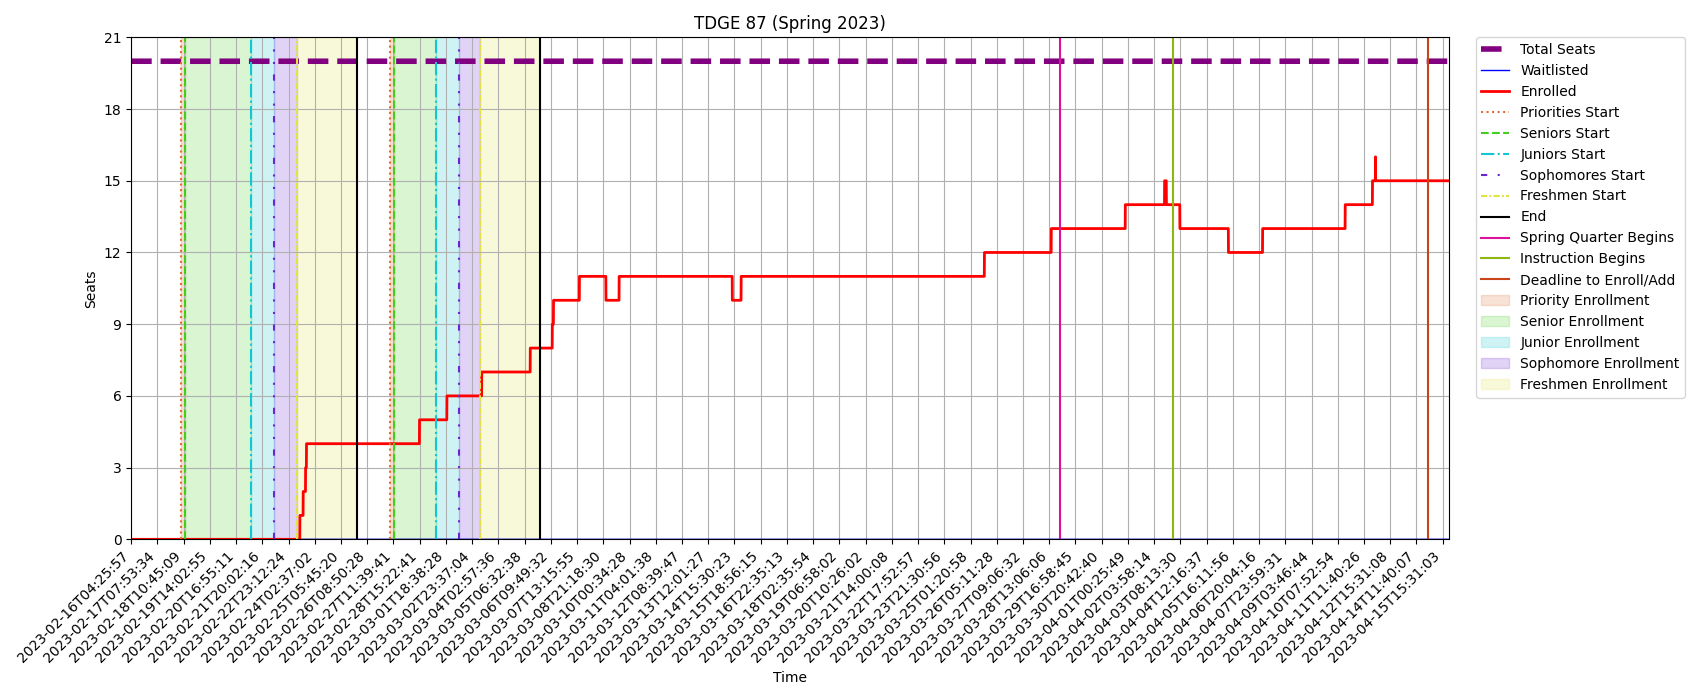 TDGE 87 (Spring 2023)
21
18
15
12
9
6
3
0
Seats
2023-02-16T04:25:57
2023-02-17T07:53:34
2023-02-18T10:45:09
2023-02-19T14:02:55
2023-02-20T16:55:11
2023-02-21T20:02:16
2023-02-22T23:12:24
2023-02-24T02:37:02
2023-02-25T05:45:20
2023-02-26T08:50:28
2023-02-27T11:39:41
2023-02-28T15:22:41
2023-03-01T18:38:28
2023-03-02T23:37:04
2023-03-04T02:57:36
2023-03-05T06:32:38
2023-03-06T09:49:32
2023-03-07T13:15:55
2023-03-08T21:18:30
2023-03-10T00:34:28
2023-03-11T04:01:38
2023-03-12T08:39:47
2023-03-13T12:01:27
2023-03-14T15:30:23
2023-03-15T18:56:15
2023-03-16T22:35:13
2023-03-18T02:35:54
2023-03-19T06:58:02
2023-03-20T10:26:02
2023-03-21T14:00:08
2023-03-22T17:52:57
2023-03-23T21:30:56
2023-03-25T01:20:58
2023-03-26T05:11:28
2023-03-27T09:06:32
2023-03-28T13:06:06
2023-03-29T16:58:45
2023-03-30T20:42:40
2023-04-01T00:25:49
2023-04-02T03:58:14
2023-04-03T08:13:30
2023-04-04T12:16:37
2023-04-05T16:11:56
2023-04-06T20:04:16
2023-04-07T23:59:31
2023-04-09T03:46:44
2023-04-10T07:52:54
2023-04-11T11:40:26
2023-04-12T15:31:08
2023-04-14T11:40:07
2023-04-15T15:31:03
Time
Total Seats
Waitlisted
Enrolled
Priorities Start
Seniors Start
Juniors Start
Sophomores Start
Freshmen Start
End
Spring Quarter Begins
Instruction Begins
Deadline to Enroll/Add
Priority Enrollment
Senior Enrollment
Junior Enrollment
Sophomore Enrollment
Freshmen Enrollment